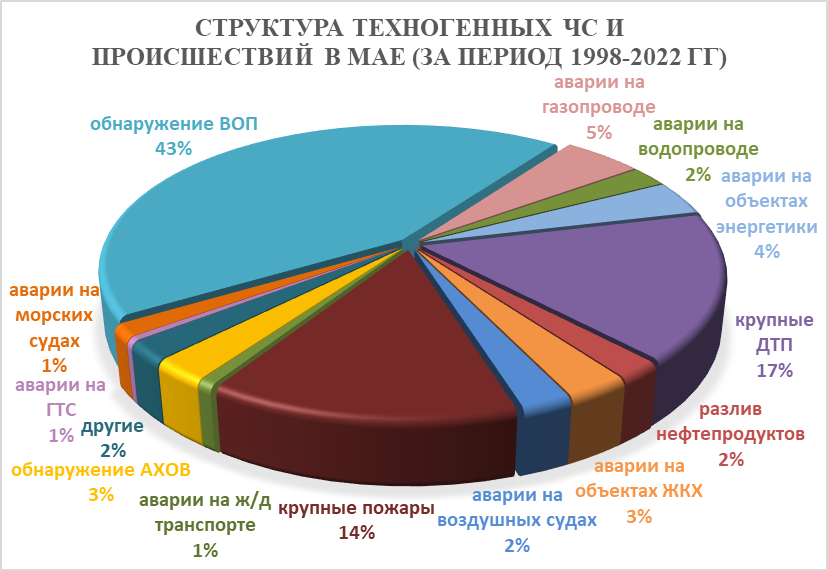 СТРУКТУРА ТЕХНОГЕННЫХ ЧС И
ПРОИСШЕСТВИЙ В МАЕ (ЗА ПЕРИОД 1998-2022 ГГ)
аварии на
газопроводе
5%
аварии на
водопроводе
2%
аварии на
объектах
энергетики
4%
крупные
ДТП
17%
разлив
нефтепродуктов
2%
аварии на
объектах ЖКХ
3%
аварии на
воздушных судах
2%
крупные пожары
14%
аварии на ж/д
транспорте
1%
обнаружение АХОВ
3%
другие
2%
аварии на
ГТС
1%
аварии на
морских
судах
1%
обнаружение ВОП
43%